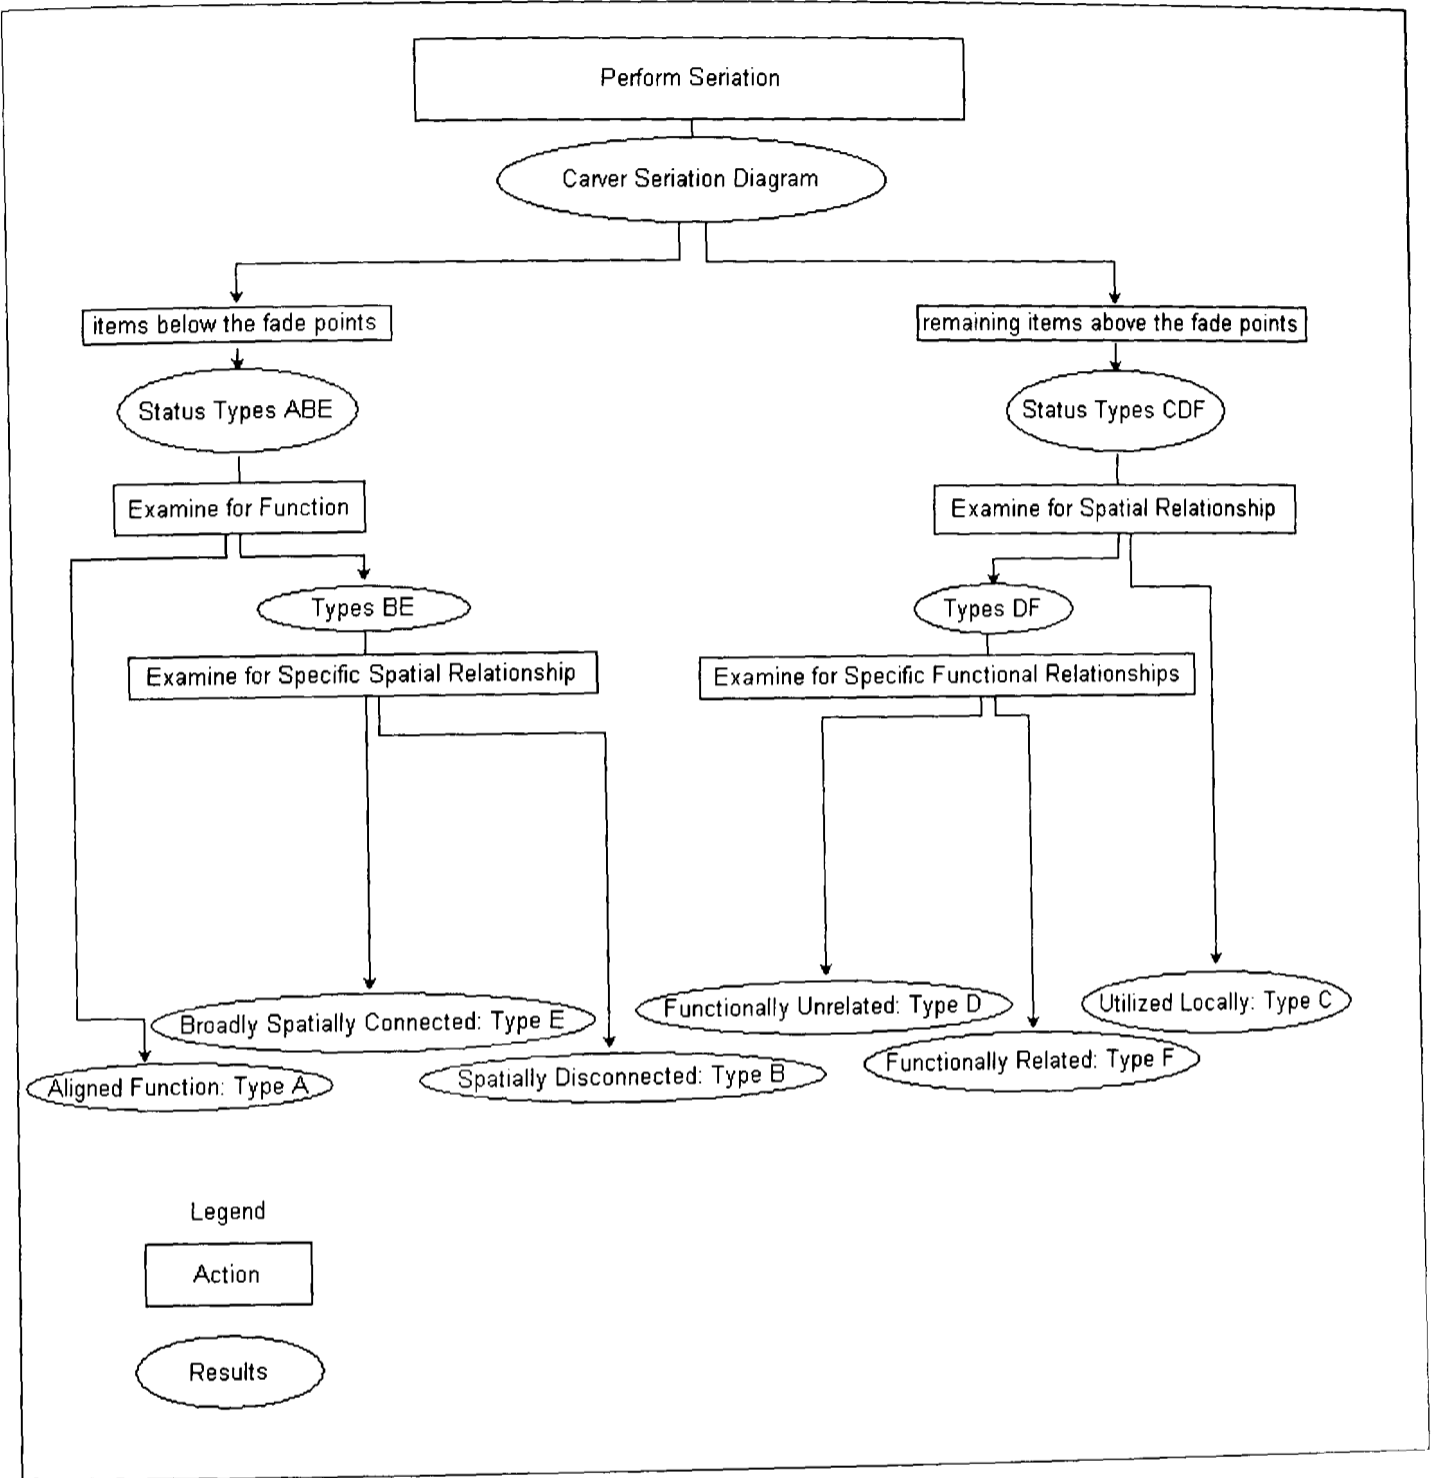 Perform Seriation
Carver Seriation Diagram
items below the fade points
remaining items above the fade points
Status Types ABE
Status Types CDF
Examine for Function
Examine for Spatial Relationship
Types BE
Types DF
Examine for Specific Spatial Relationship
Examine for Specific Functional Relationships
Broadly Spatially Connected: Type E
Functionally Unrelated: Type D
Utilized Locally: Type C
Aligned Function: Type A
Spatially Disconnected: Type B
Functionally Related: Type F
Legend
Action
Results